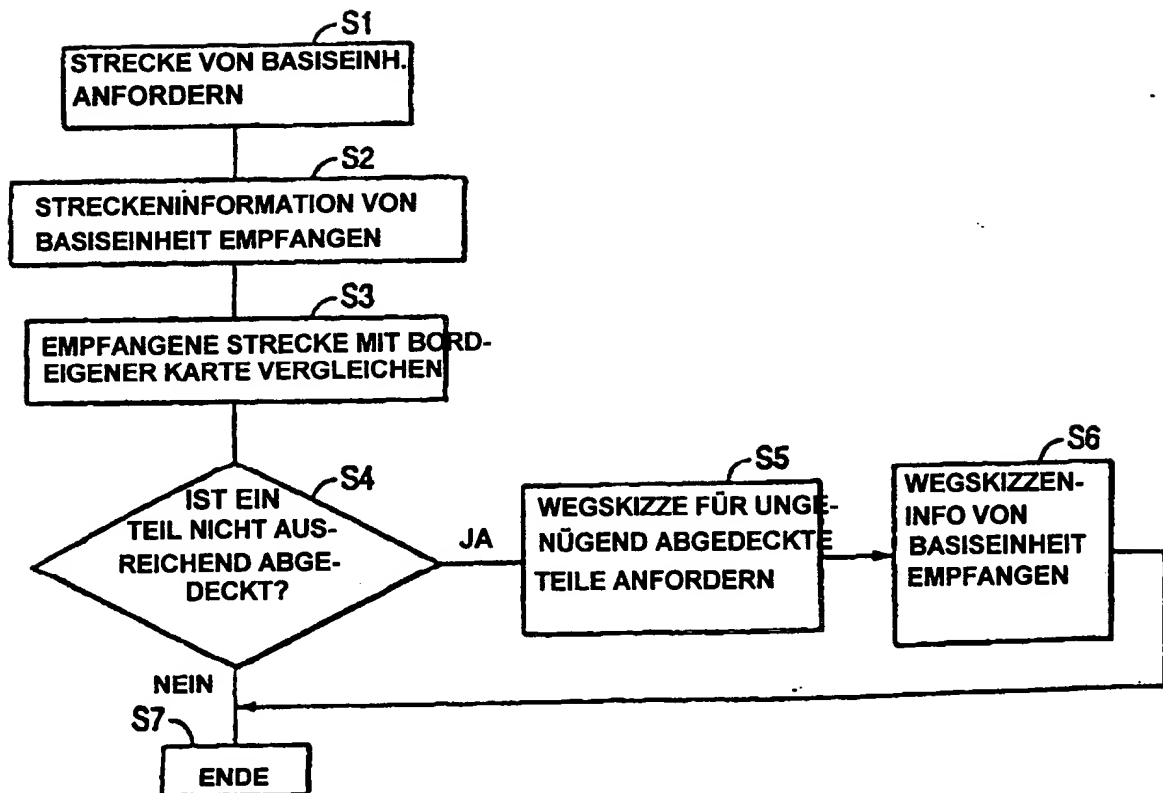 S1
STRECKE VON BASISEINH.
ANFORDERN
S2
STRECKENINFORMATION VON
BASISEINHEIT EMPFANGEN
S3
EMPFANGENE STRECKE MIT BORD-
EIGENER KARTE VERGLEICHEN
S4
IST EIN
TEIL NICHT AUS-
REICHEND ABGE-
DECKT?
JA
S5
WEGSKIZZE FÜR UNGE-
NÜGEND ABGEDECKTE
TEILE ANFORDERN
S6
WEGSKIZZEN-
INFO VON
BASISEINHEIT
EMPFANGEN
NEIN
S7
ENDE